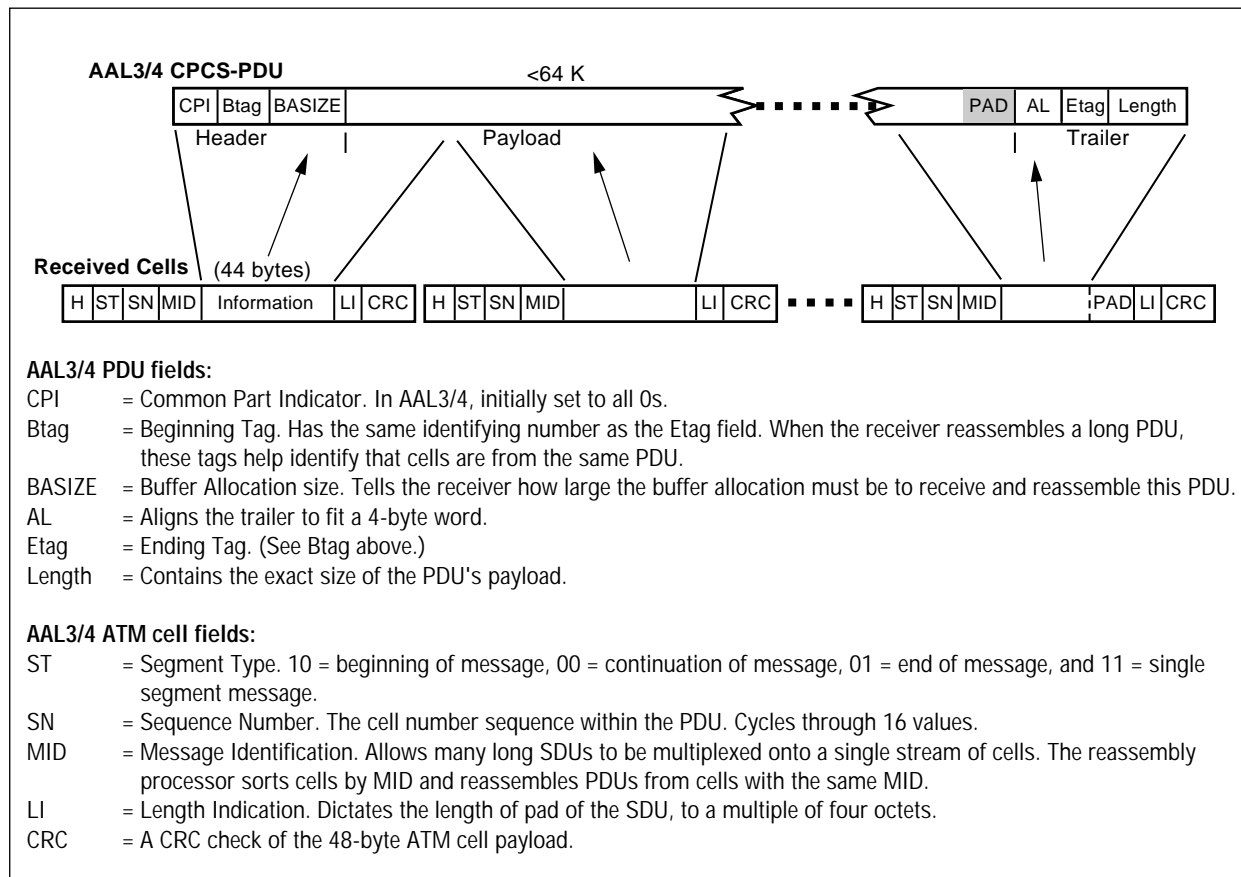 AAL3/4 CPCS-PDU
<64 K
CPI Btag BASIZE PAD AL Etag Length
Header Payload Trailer
Received Cells (44 bytes)
H ST SN MID Information LI CRC H ST SN MID LI CRC H ST SN MID PAD LI CRC
AAL3/4 PDU fields:
CPI = Common Part Indicator. In AAL3/4, initially set to all 0s.
Btag = Beginning Tag. Has the same identifying number as the Etag field. When the receiver reassembles a long PDU,
these tags help identify that cells are from the same PDU.
BASIZE = Buffer Allocation size. Tells the receiver how large the buffer allocation must be to receive and reassemble this PDU.
AL = Aligns the trailer to fit a 4-byte word.
Etag = Ending Tag. (See Btag above.)
Length = Contains the exact size of the PDU's payload.
AAL3/4 ATM cell fields:
ST = Segment Type. 10 = beginning of message, 00 = continuation of message, 01 = end of message, and 11 = single
segment message.
SN = Sequence Number. The cell number sequence within the PDU. Cycles through 16 values.
MID = Message Identification. Allows many long SDUs to be multiplexed onto a single stream of cells. The reassembly
processor sorts cells by MID and reassembles PDUs from cells with the same MID.
LI = Length Indication. Dictates the length of pad of the SDU, to a multiple of four octets.
CRC = A CRC check of the 48-byte ATM cell payload.